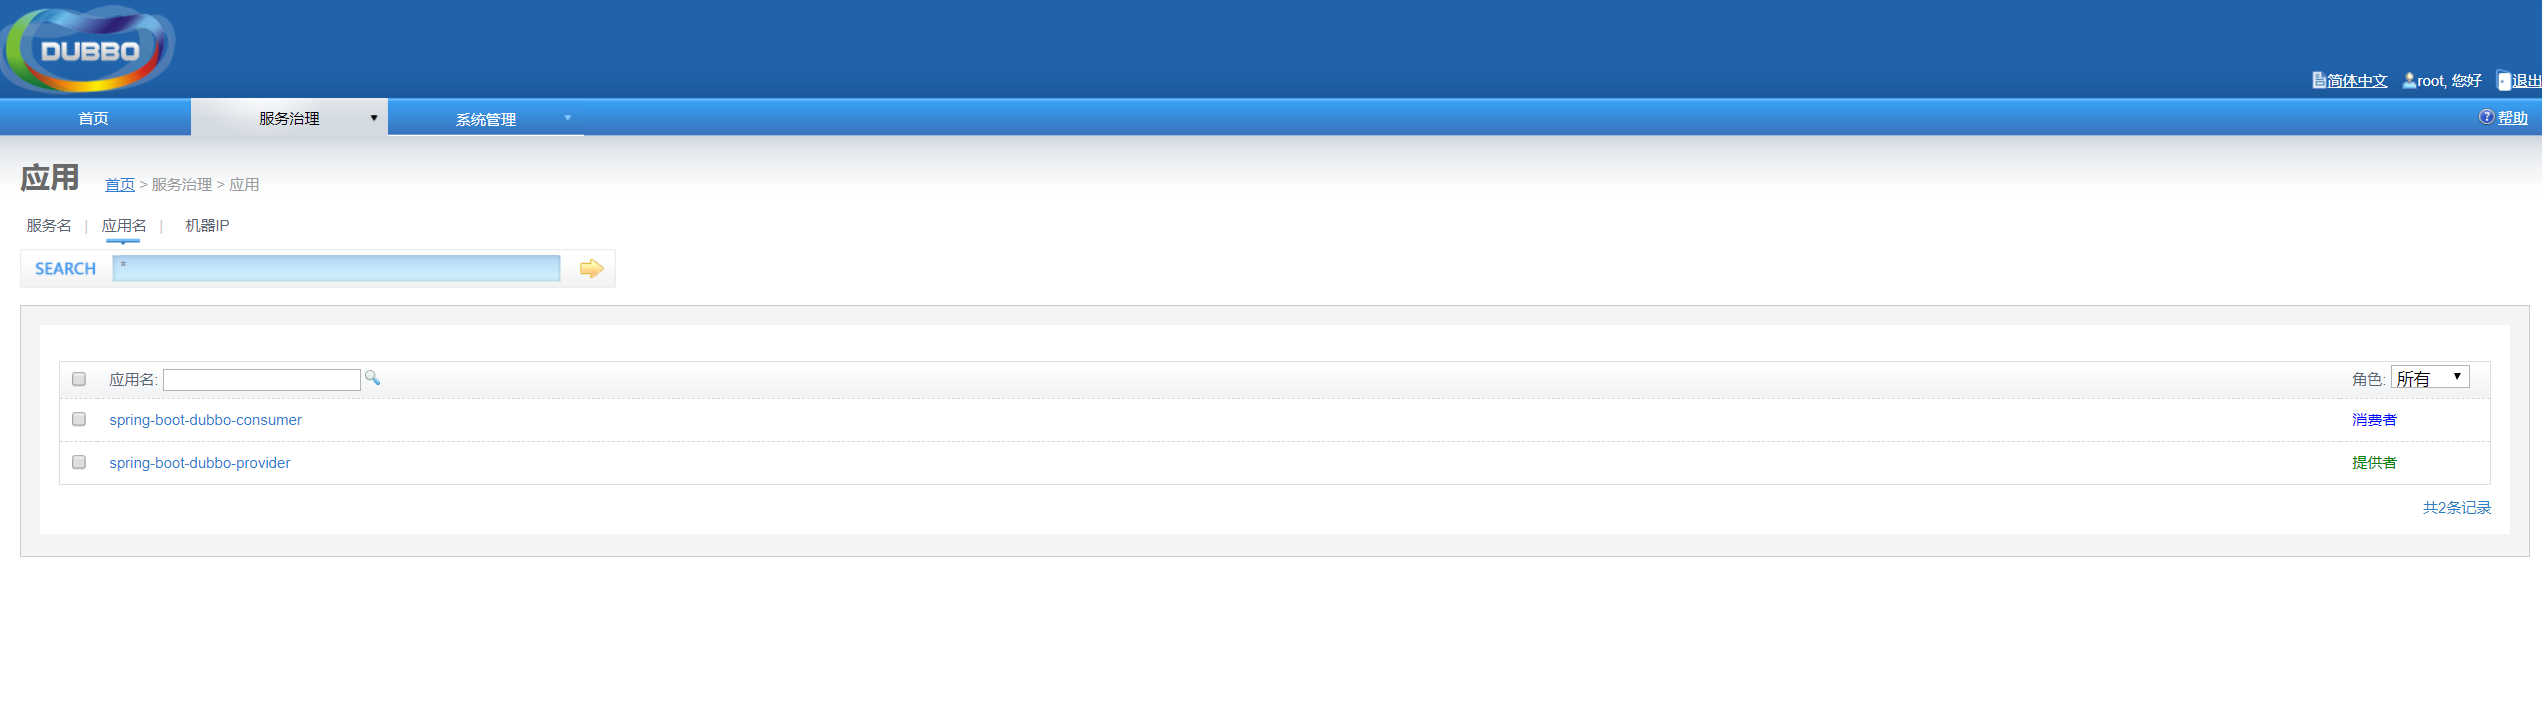 DUBBO
简体中文 root, 您好 退出
首页 服务治理 ▼ 系统管理 ▼ ? 帮助
应用 首页 > 服务治理 > 应用
服务名 | 应用名 | 机器IP
SEARCH *
应用名: 角色: 所有 ▼
spring-boot-dubbo-consumer 消费者
spring-boot-dubbo-provider 提供者
共2条记录